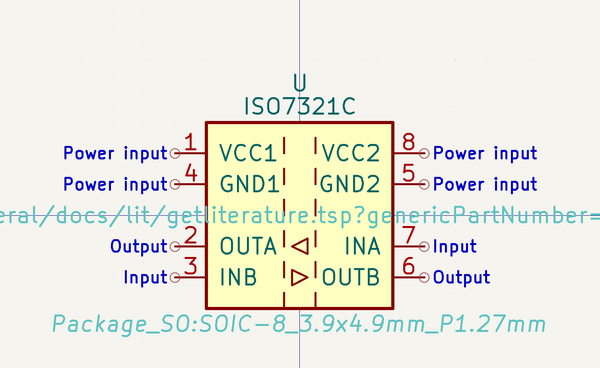 U
ISO7321C
Power input 1 VCC1 VCC2 8 Power input
Power input 4 GND1 GND2 5 Power input
eral/docs/lit/getliterature.tsp?genericPartNumber=
Output 2 OUTA INA 7 Input
Input 3 INB OUTB 6 Output
Package_SO:SOIC-8_3.9x4.9mm_P1.27mm